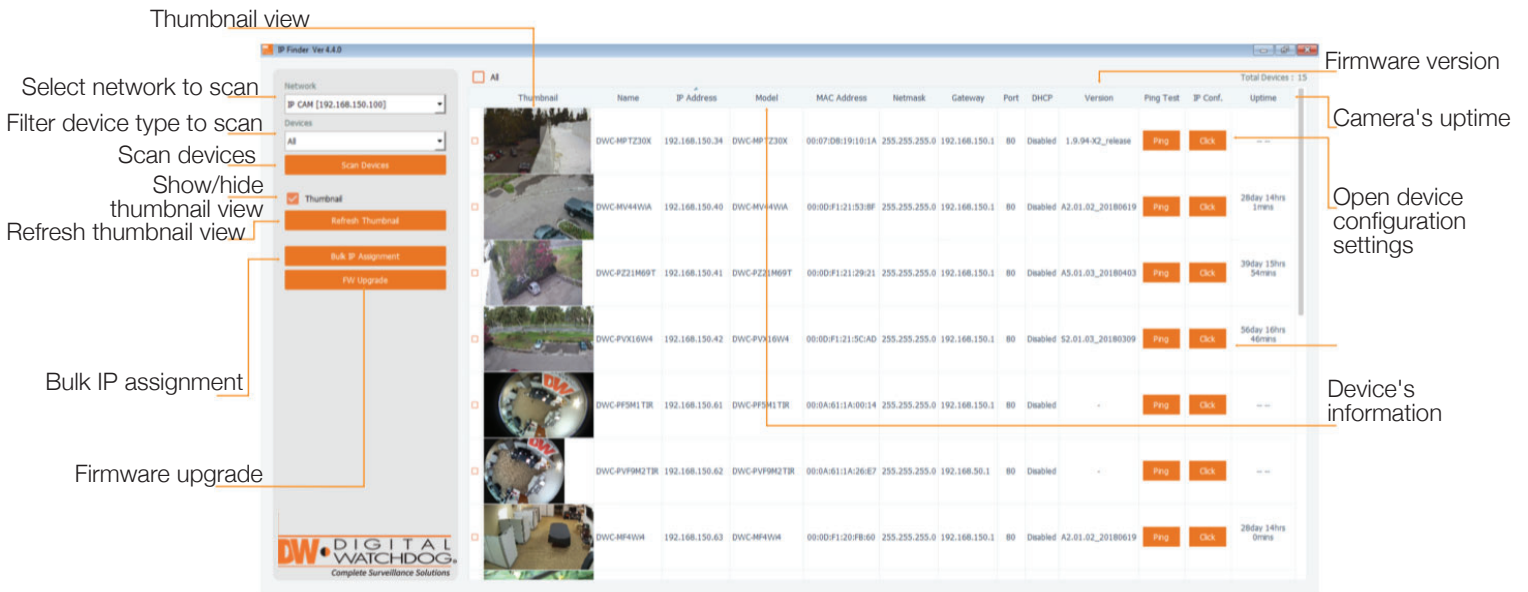 Thumbnail view
Select network to scan
Filter device type to scan
Scan devices
Show/hide
thumbnail view
Refresh thumbnail view
Bulk IP assignment
Firmware upgrade
IP Finder Ver 4.4.0
Network
IP CAM [192.168.150.100]
Devices
All
Scan Devices
Thumbnail
Refresh Thumbnail
Bulk IP Assignment
FW Upgrade
DW DIGITAL
WATCHDOG®
Complete Surveillance Solutions
All
Total Devices : 15
Thumbnail Name IP Address Model MAC Address Netmask Gateway Port DHCP Version Ping Test IP Conf. Uptime
DWC-MPTZ30X 192.168.150.34 DWC-MPTZ30X 00:07:D8:19:10:1A 255.255.255.0 192.168.150.1 80 Disabled 1.9.94-X2_release Ping Click -- --
DWC-MV44WiA 192.168.150.40 DWC-MV44WiA 00:0D:F1:21:53:BF 255.255.255.0 192.168.150.1 80 Disabled A2.01.02_20180619 Ping Click 28day 14hrs
1mins
DWC-PZ21M69T 192.168.150.41 DWC-PZ21M69T 00:0D:F1:21:29:21 255.255.255.0 192.168.150.1 80 Disabled A5.01.03_20180403 Ping Click 39day 15hrs
54mins
DWC-PVX16W4 192.168.150.42 DWC-PVX16W4 00:0D:F1:21:5C:AD 255.255.255.0 192.168.150.1 80 Disabled S2.01.03_20180309 Ping Click 56day 16hrs
46mins
DWC-PF5M1TIR 192.168.150.61 DWC-PF5M1TIR 00:0A:61:1A:00:14 255.255.255.0 192.168.150.1 80 Disabled - Ping Click -- --
DWC-PVF9M2TIR 192.168.150.62 DWC-PVF9M2TIR 00:0A:61:1A:26:E7 255.255.255.0 192.168.50.1 80 Disabled - Ping Click -- --
DWC-MF4Wi4 192.168.150.63 DWC-MF4Wi4 00:0D:F1:20:FB:60 255.255.255.0 192.168.150.1 80 Disabled A2.01.02_20180619 Ping Click 28day 14hrs
0mins
Firmware version
Camera's uptime
Open device
configuration
settings
Device's
information